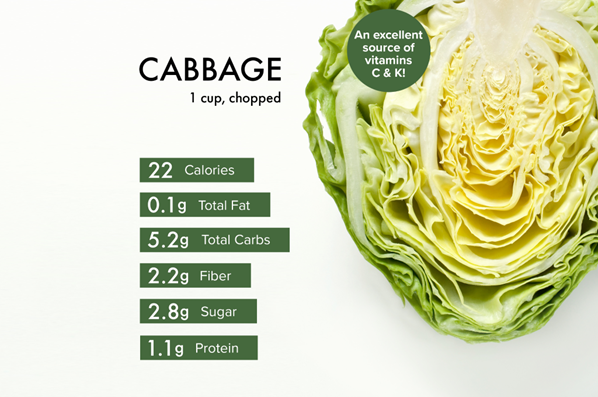 An excellent
source of
vitamins
C & K!
CABBAGE
1 cup, chopped
22 Calories
0.1g Total Fat
5.2g Total Carbs
2.2g Fiber
2.8g Sugar
1.1g Protein